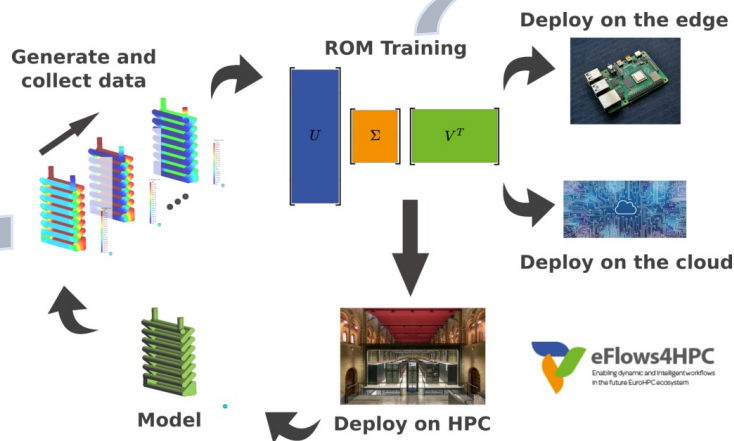 Generate and
collect data
ROM Training
U
Σ
V^T
Deploy on the edge
Deploy on the cloud
Model
Deploy on HPC
eFlows4HPC
Enabling dynamic and Intelligent workflows
in the future EuroHPC ecosystem